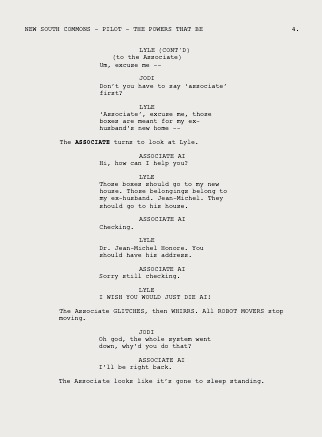 NEW SOUTH COMMONS - PILOT - THE POWERS THAT BE 4.
LYLE (CONT'D)
(to the Associate)
Um, excuse me --
JODI
Don't you have to say 'associate'
first?
LYLE
'Associate', excuse me, those
boxes are meant for my ex-
husband's new home --
The ASSOCIATE turns to look at Lyle.
ASSOCIATE AI
Hi, how can I help you?
LYLE
Those boxes should go to my new
house. Those belongings belong to
my ex-husband. Jean-Michel. They
should go to his house.
ASSOCIATE AI
Checking.
LYLE
Dr. Jean-Michel Honore. You
should have his address.
ASSOCIATE AI
Sorry still checking.
LYLE
I WISH YOU WOULD JUST DIE AI!
The Associate GLITCHES, then WHIRRS. All ROBOT MOVERS stop
moving.
JODI
Oh god, the whole system went
down, why'd you do that?
ASSOCIATE AI
I'll be right back.
The Associate looks like it's gone to sleep standing.